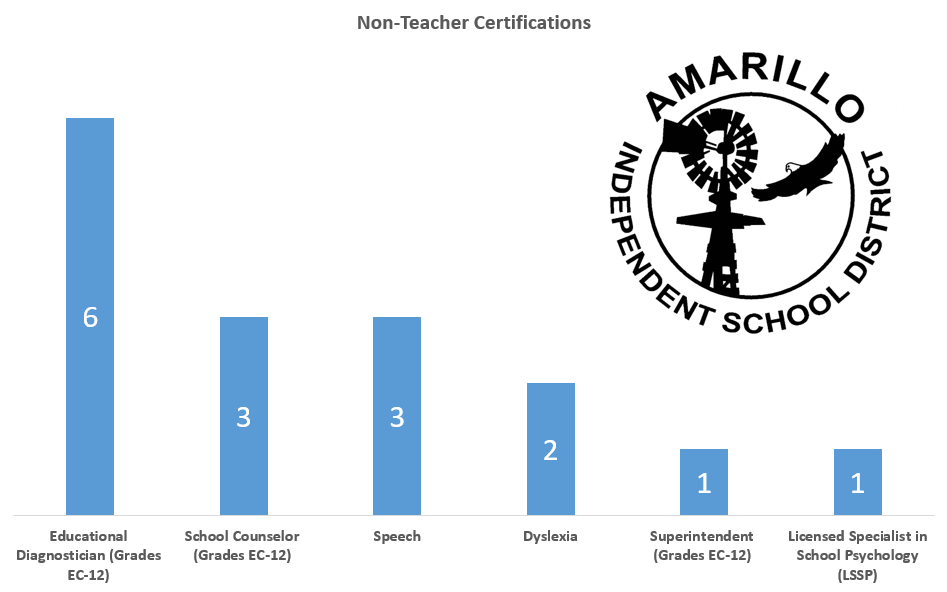 Non-Teacher Certifications
AMARILLO
INDEPENDENT SCHOOL DISTRICT
6
3
3
2
1
1
Educational
Diagnostician (Grades
EC-12)
School Counselor
(Grades EC-12)
Speech
Dyslexia
Superintendent
(Grades EC-12)
Licensed Specialist in
School Psychology
(LSSP)